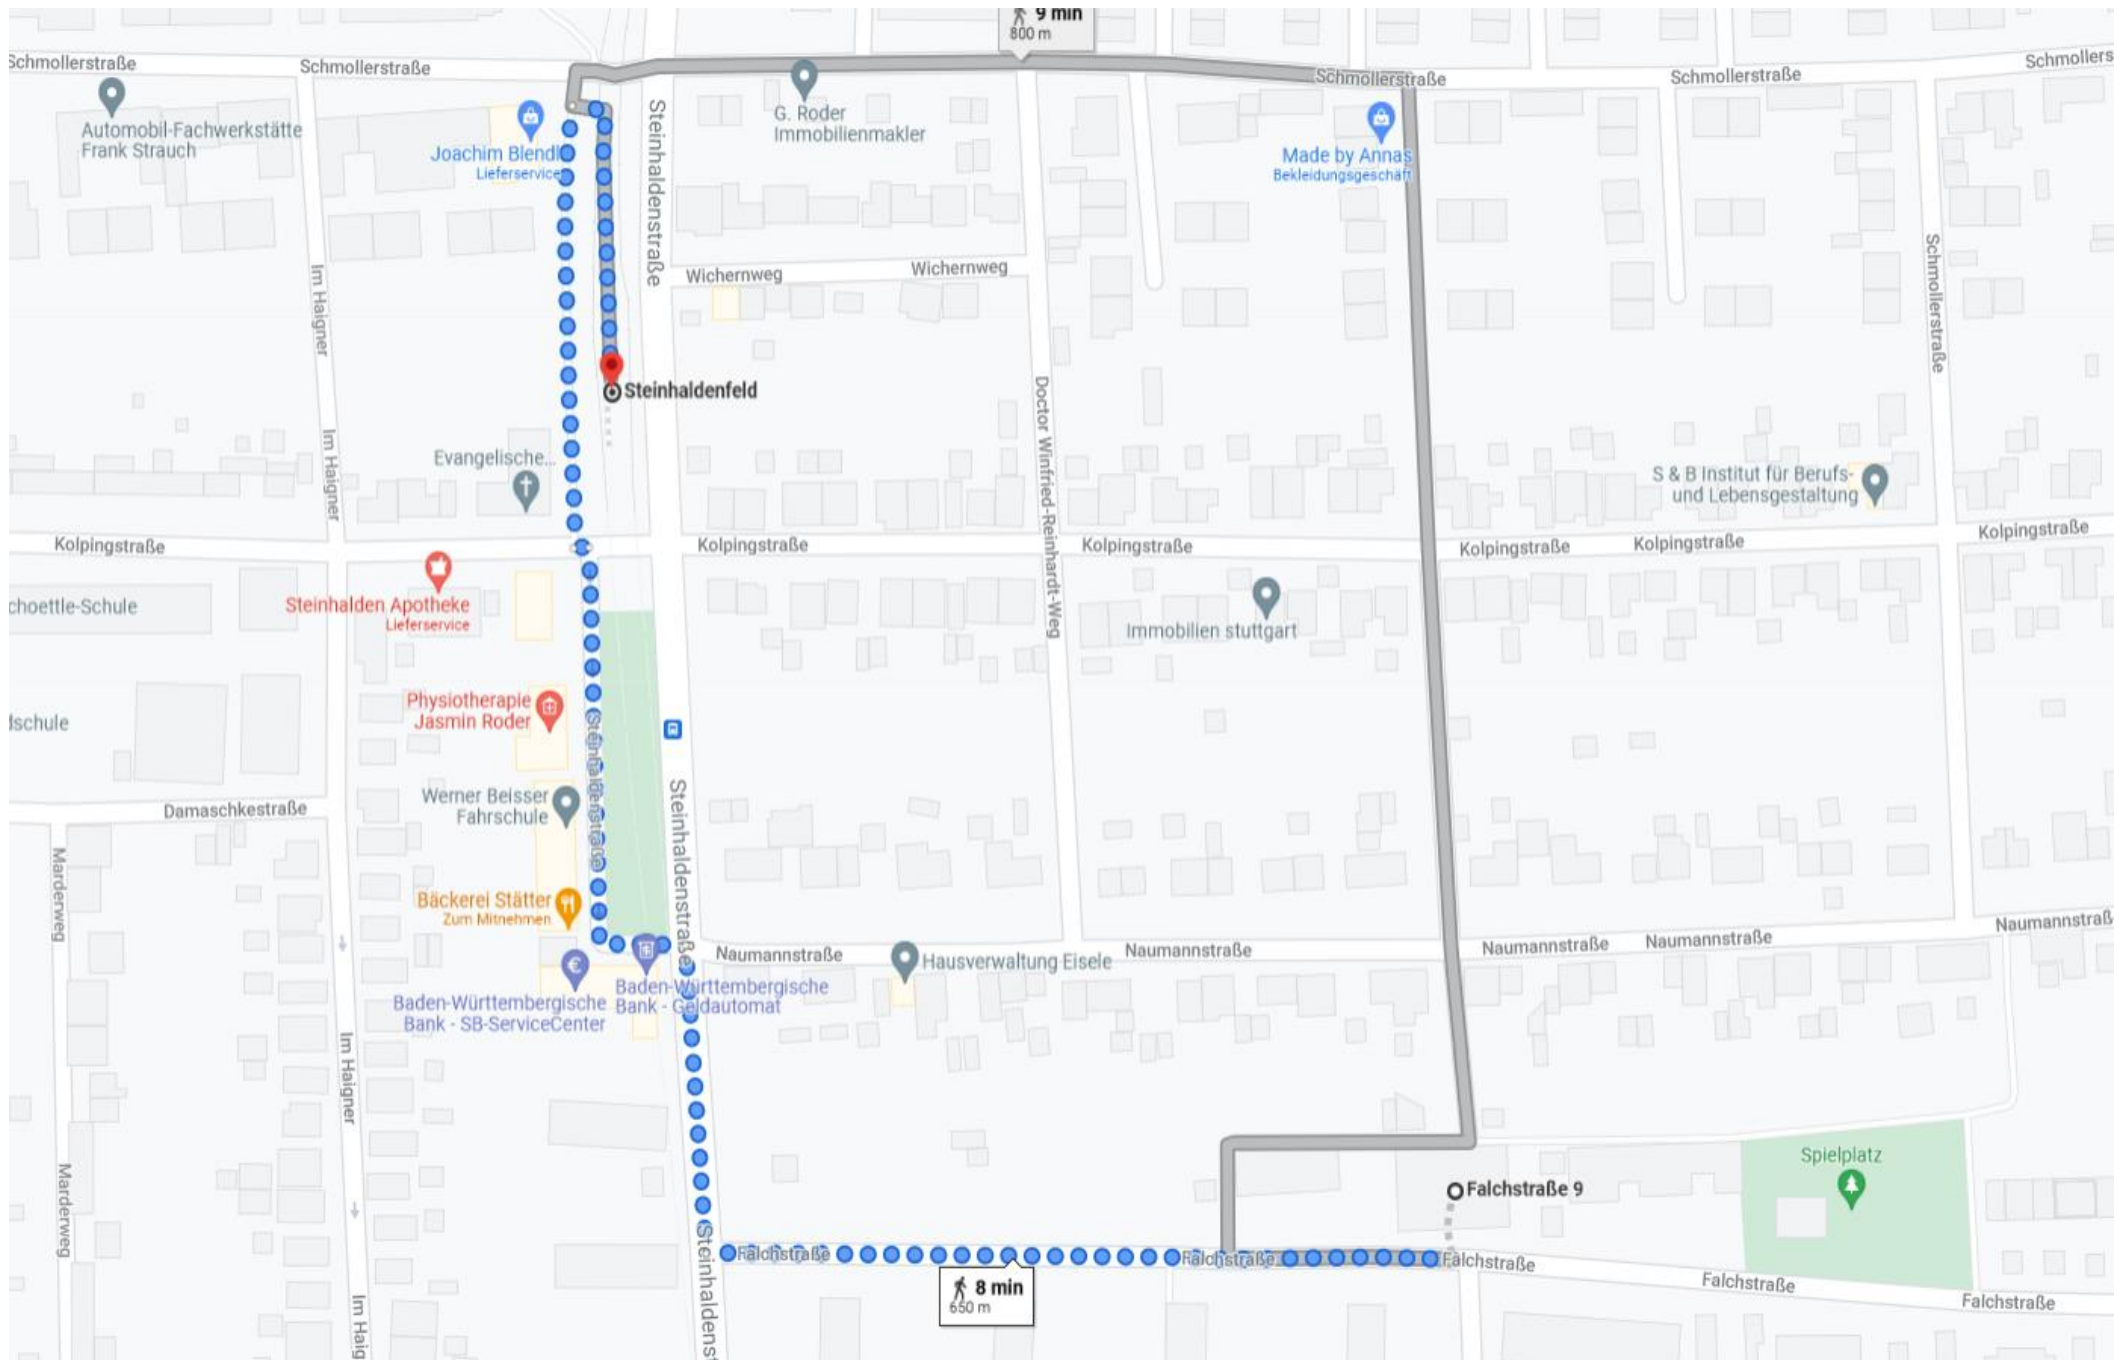 9 min
800 m
Schmollerstraße
Schmollerstraße
Schmollerstraße
Schmollerstraße
Schmollers
Automobil-Fachwerkstätte
Frank Strauch
Joachim Blendl
Lieferservice
Steinhaldenstraße
G. Roder
Immobilienmakler
Made by Annas
Bekleidungsgeschäft
Im Haigner
Wichernweg
Wichernweg
Schmollerstraße
Steinhaldenfeld
Im Haigner
Evangelische...
Doctor Winfried-Reinhardt-Weg
S & B Institut für Berufs-
und Lebensgestaltung
Kolpingstraße
Kolpingstraße
Kolpingstraße
Kolpingstraße
Kolpingstraße
Kolpingstraße
choettle-Schule
Steinhalden Apotheke
Lieferservice
Immobilien stuttgart
Physiotherapie
Jasmin Roder
lschule
Steinhaldenstraße
Werner Beisser
Fahrschule
Damaschkestraße
Steinhaldenstraße
Marderweg
Bäckerei Stätter
Zum Mitnehmen
Naumannstraße
Hausverwaltung Eisele
Naumannstraße
Naumannstraße
Naumannstraße
Naumannstraß
Baden-Württembergische
Bank - SB-ServiceCenter
Baden-Württembergische
Bank - Geldautomat
Im Haigner
Marderweg
Spielplatz
Falchstraße 9
Steinhaldenst
Falchstraße
Falchstraße
Falchstraße
Falchstraße
Falchstraße
8 min
650 m
Im Haig